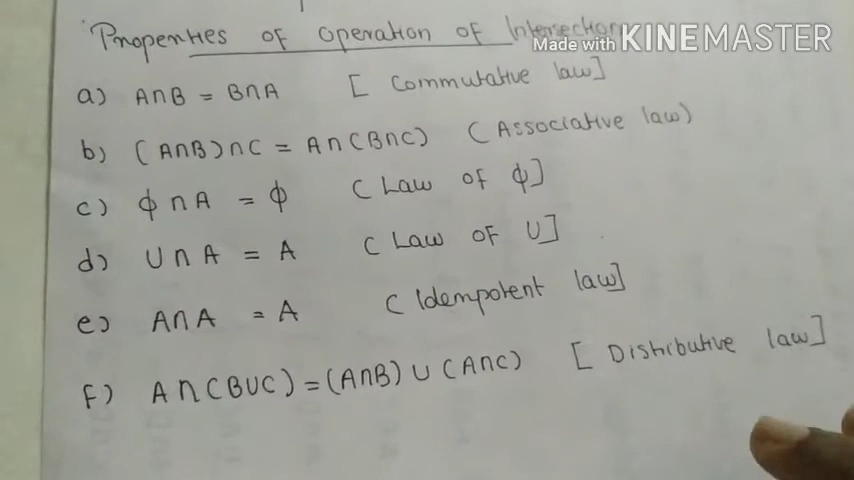 Properties of operation of Intersection
Made with KINEMASTER
a) A∩B = B∩A [ Commutative law]
b) (A∩B)∩C = A∩(B∩C) ( Associative law)
c) ϕ ∩ A = ϕ ( Law of ϕ]
d) U ∩ A = A ( Law of U]
e) A∩A = A ( Idempotent law]
F) A∩(B∪C) = (A∩B) ∪ (A∩C) [ Distributive law]